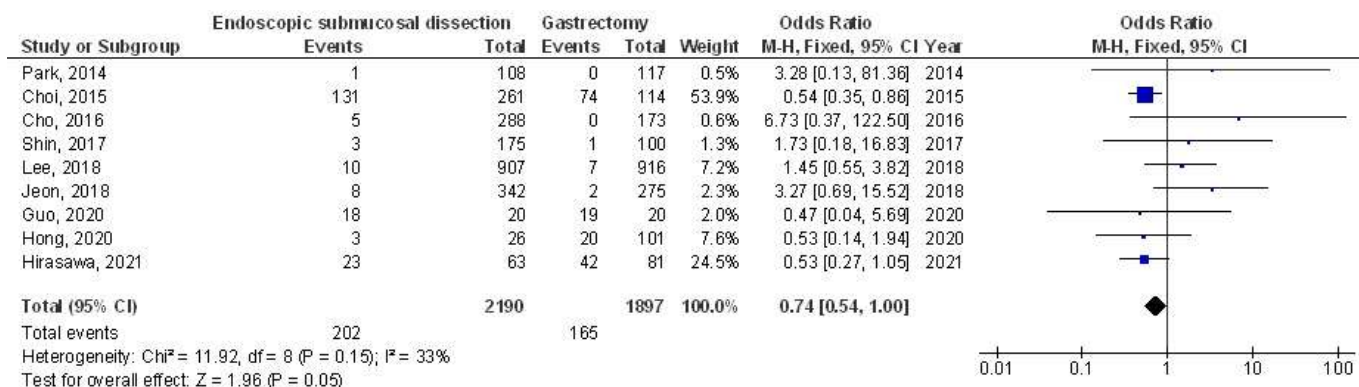 Endoscopic submucosal dissection Gastrectomy Odds Ratio Odds Ratio
Study or Subgroup Events Total Events Total Weight M-H, Fixed, 95% CI Year M-H, Fixed, 95% CI
Park, 2014 1 108 0 117 0.5% 3.28 [0.13, 81.36] 2014
Choi, 2015 131 261 74 114 53.9% 0.54 [0.35, 0.86] 2015
Cho, 2016 5 288 0 173 0.6% 6.73 [0.37, 122.50] 2016
Shin, 2017 3 175 1 100 1.3% 1.73 [0.18, 16.83] 2017
Lee, 2018 10 907 7 916 7.2% 1.45 [0.55, 3.82] 2018
Jeon, 2018 8 342 2 275 2.3% 3.27 [0.69, 15.52] 2018
Guo, 2020 18 20 19 20 2.0% 0.47 [0.04, 5.69] 2020
Hong, 2020 3 26 20 101 7.6% 0.53 [0.14, 1.94] 2020
Hirasawa, 2021 23 63 42 81 24.5% 0.53 [0.27, 1.05] 2021
Total (95% CI) 2190 1897 100.0% 0.74 [0.54, 1.00]
Total events 202 165
Heterogeneity: Chi² = 11.92, df = 8 (P = 0.15); I² = 33%
Test for overall effect: Z = 1.96 (P = 0.05)
0.01 0.1 1 10 100